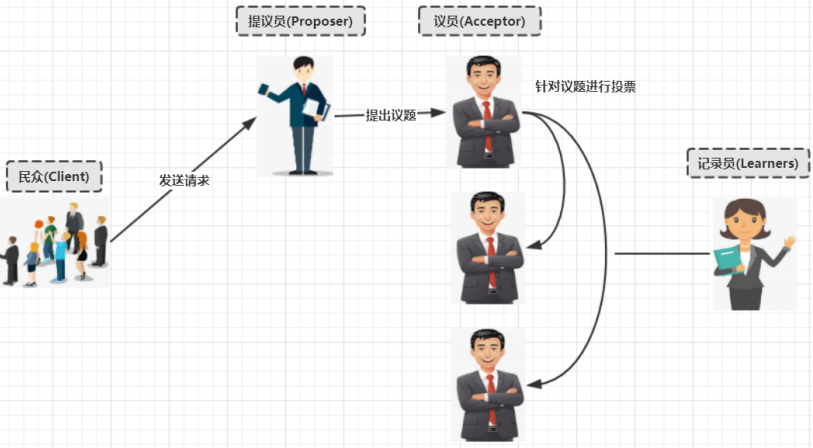 提议员(Proposer)
议员(Acceptor)
针对议题进行投票
提出议题
记录员(Learners)
民众(Client)
发送请求